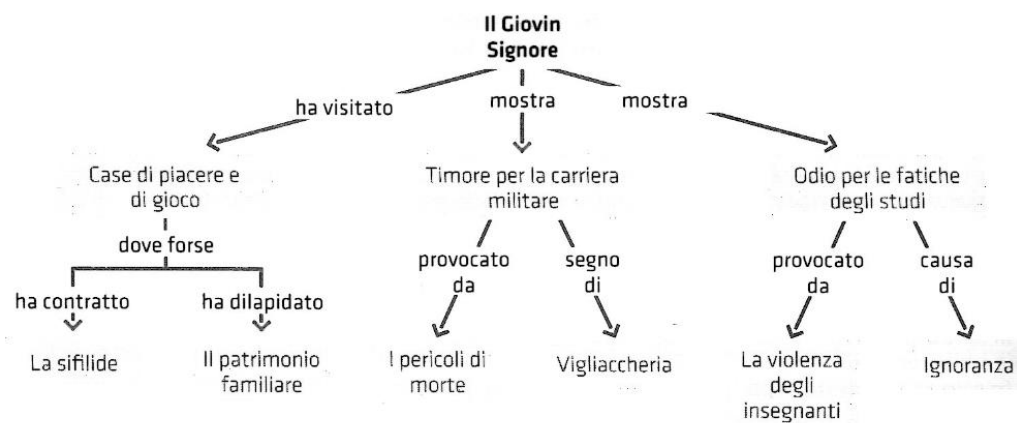 Il Giovin
Signore
ha visitato
mostra
mostra
Case di piacere e
di gioco
Timore per la carriera
militare
Odio per le fatiche
degli studi
dove forse
provocato
da
segno
di
provocato
da
causa
di
ha contratto
ha dilapidato
La sifilide
Il patrimonio
familiare
I pericoli di
morte
Vigliaccheria
La violenza
degli
insegnanti
Ignoranza